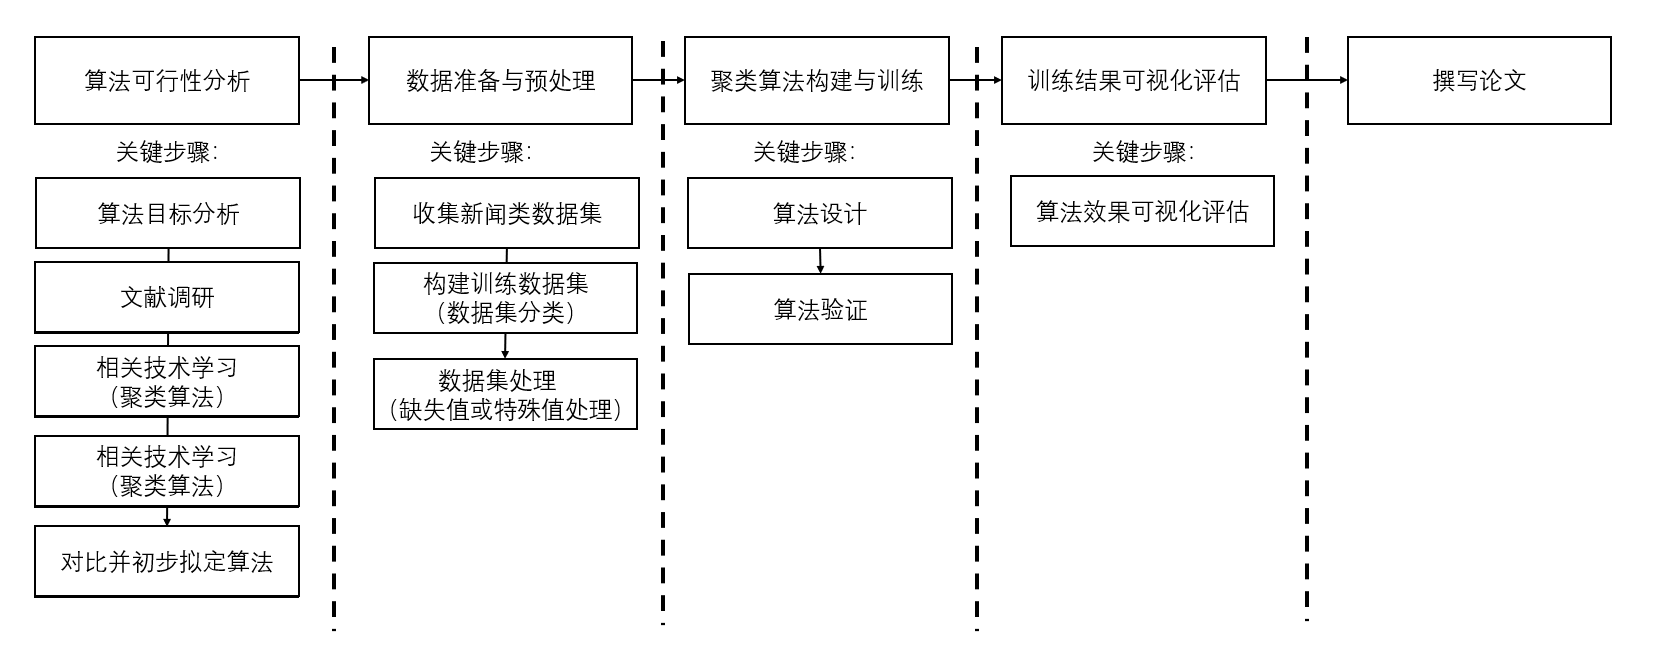 算法可行性分析
数据准备与预处理
聚类算法构建与训练
训练结果可视化评估
撰写论文
关键步骤：
算法目标分析
文献调研
相关技术学习
（聚类算法）
相关技术学习
（聚类算法）
对比并初步拟定算法
关键步骤：
收集新闻类数据集
构建训练数据集
（数据集分类）
数据集处理
（缺失值或特殊值处理）
关键步骤：
算法设计
算法验证
关键步骤：
算法效果可视化评估